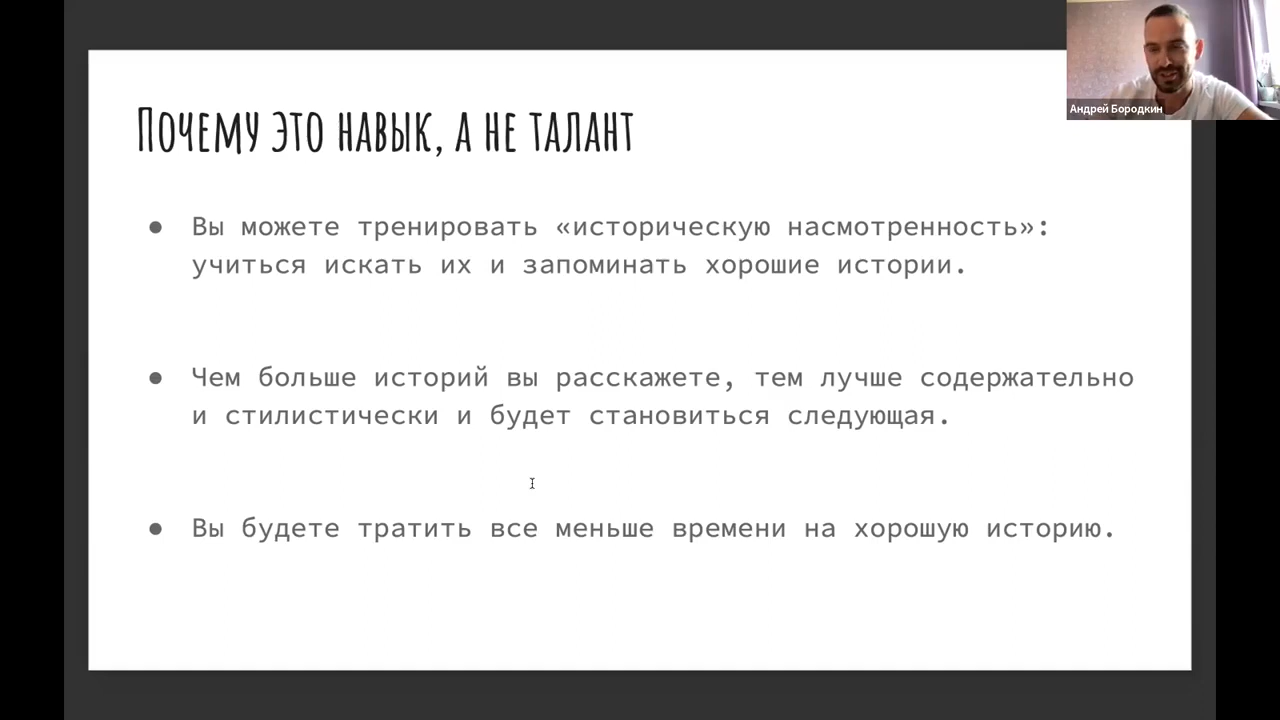 Почему это навык, а не талант
Андрей Бородкин
● Вы можете тренировать «историческую насмотренность»:
учиться искать их и запоминать хорошие истории.
● Чем больше историй вы расскажете, тем лучше содержательно
и стилистически и будет становиться следующая.
● Вы будете тратить все меньше времени на хорошую историю.